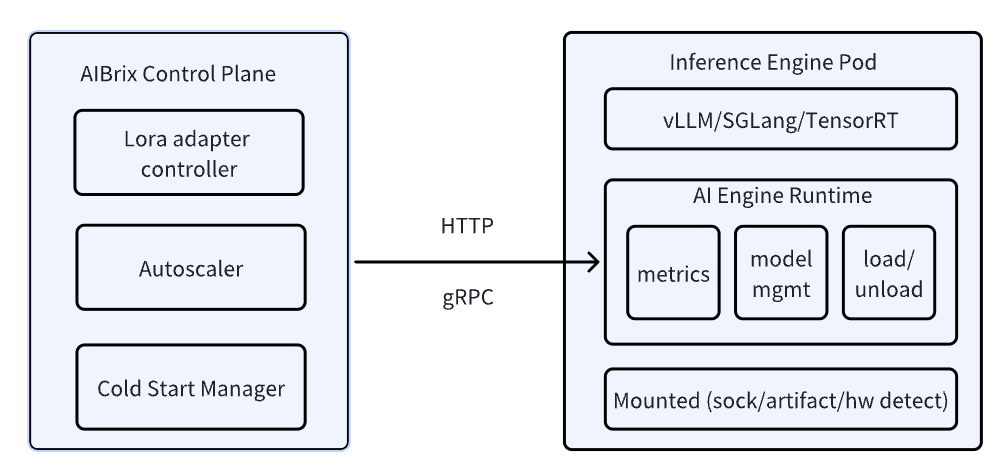 AIBrix Control Plane
Lora adapter
controller
Autoscaler
Cold Start Manager
HTTP
gRPC
Inference Engine Pod
vLLM/SGLang/TensorRT
AI Engine Runtime
metrics
model
mgmt
load/
unload
Mounted (sock/artifact/hw detect)